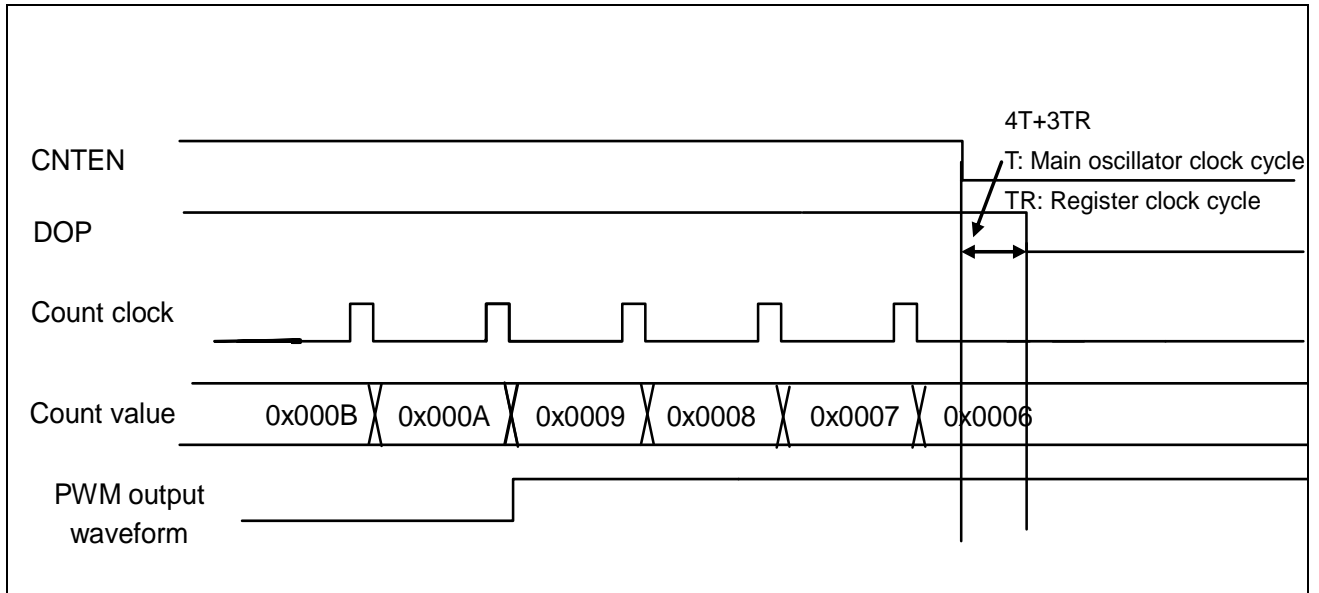 4T+3TR
CNTEN
T: Main oscillator clock cycle
TR: Register clock cycle
DOP
Count clock
Count value 0x000B 0x000A 0x0009 0x0008 0x0007 0x0006
PWM output
waveform